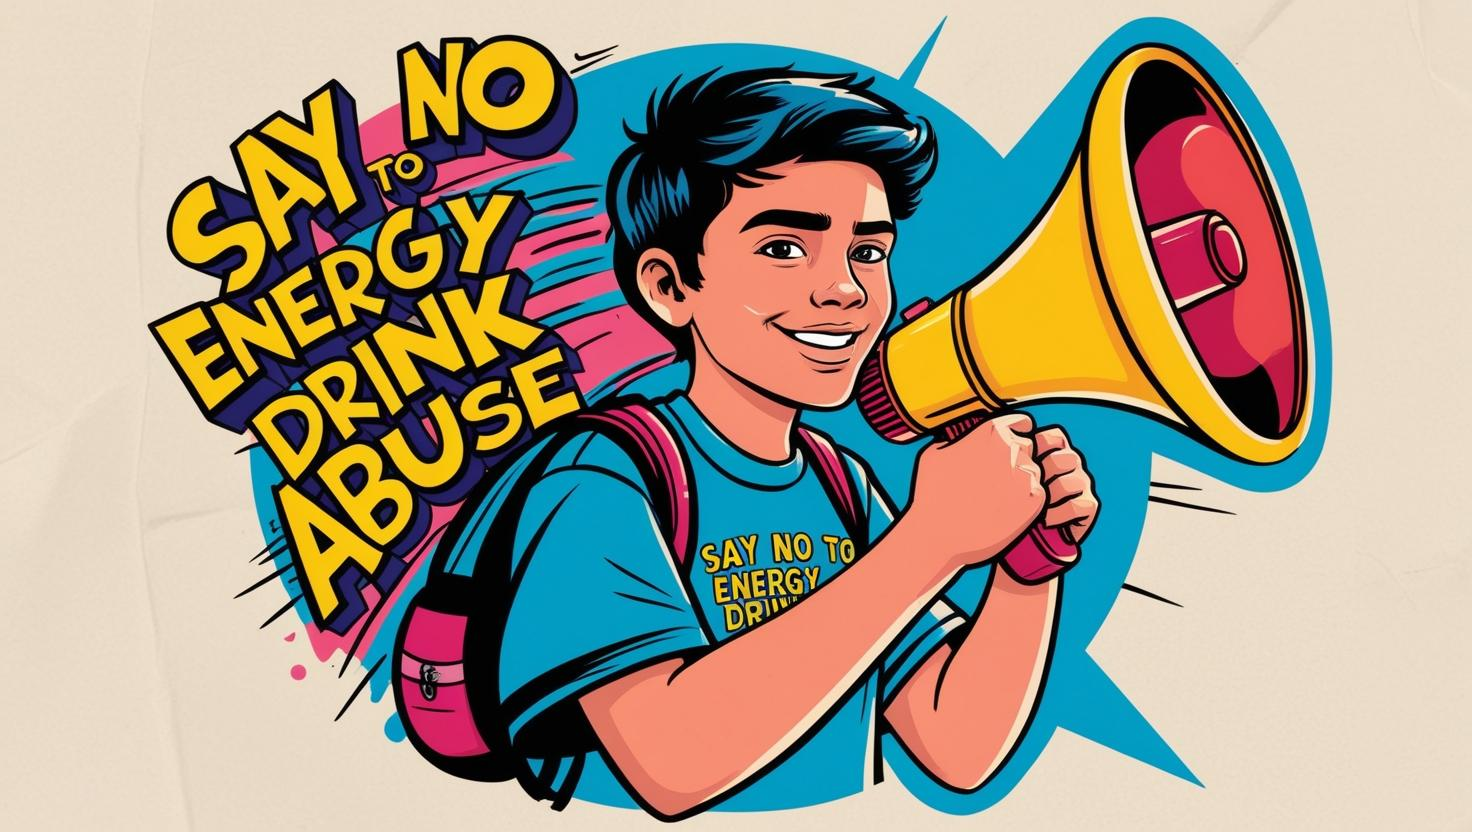 SAY TO NO
ENERGY
DRINK
ABUSE
SAY NO TO
ENERGY